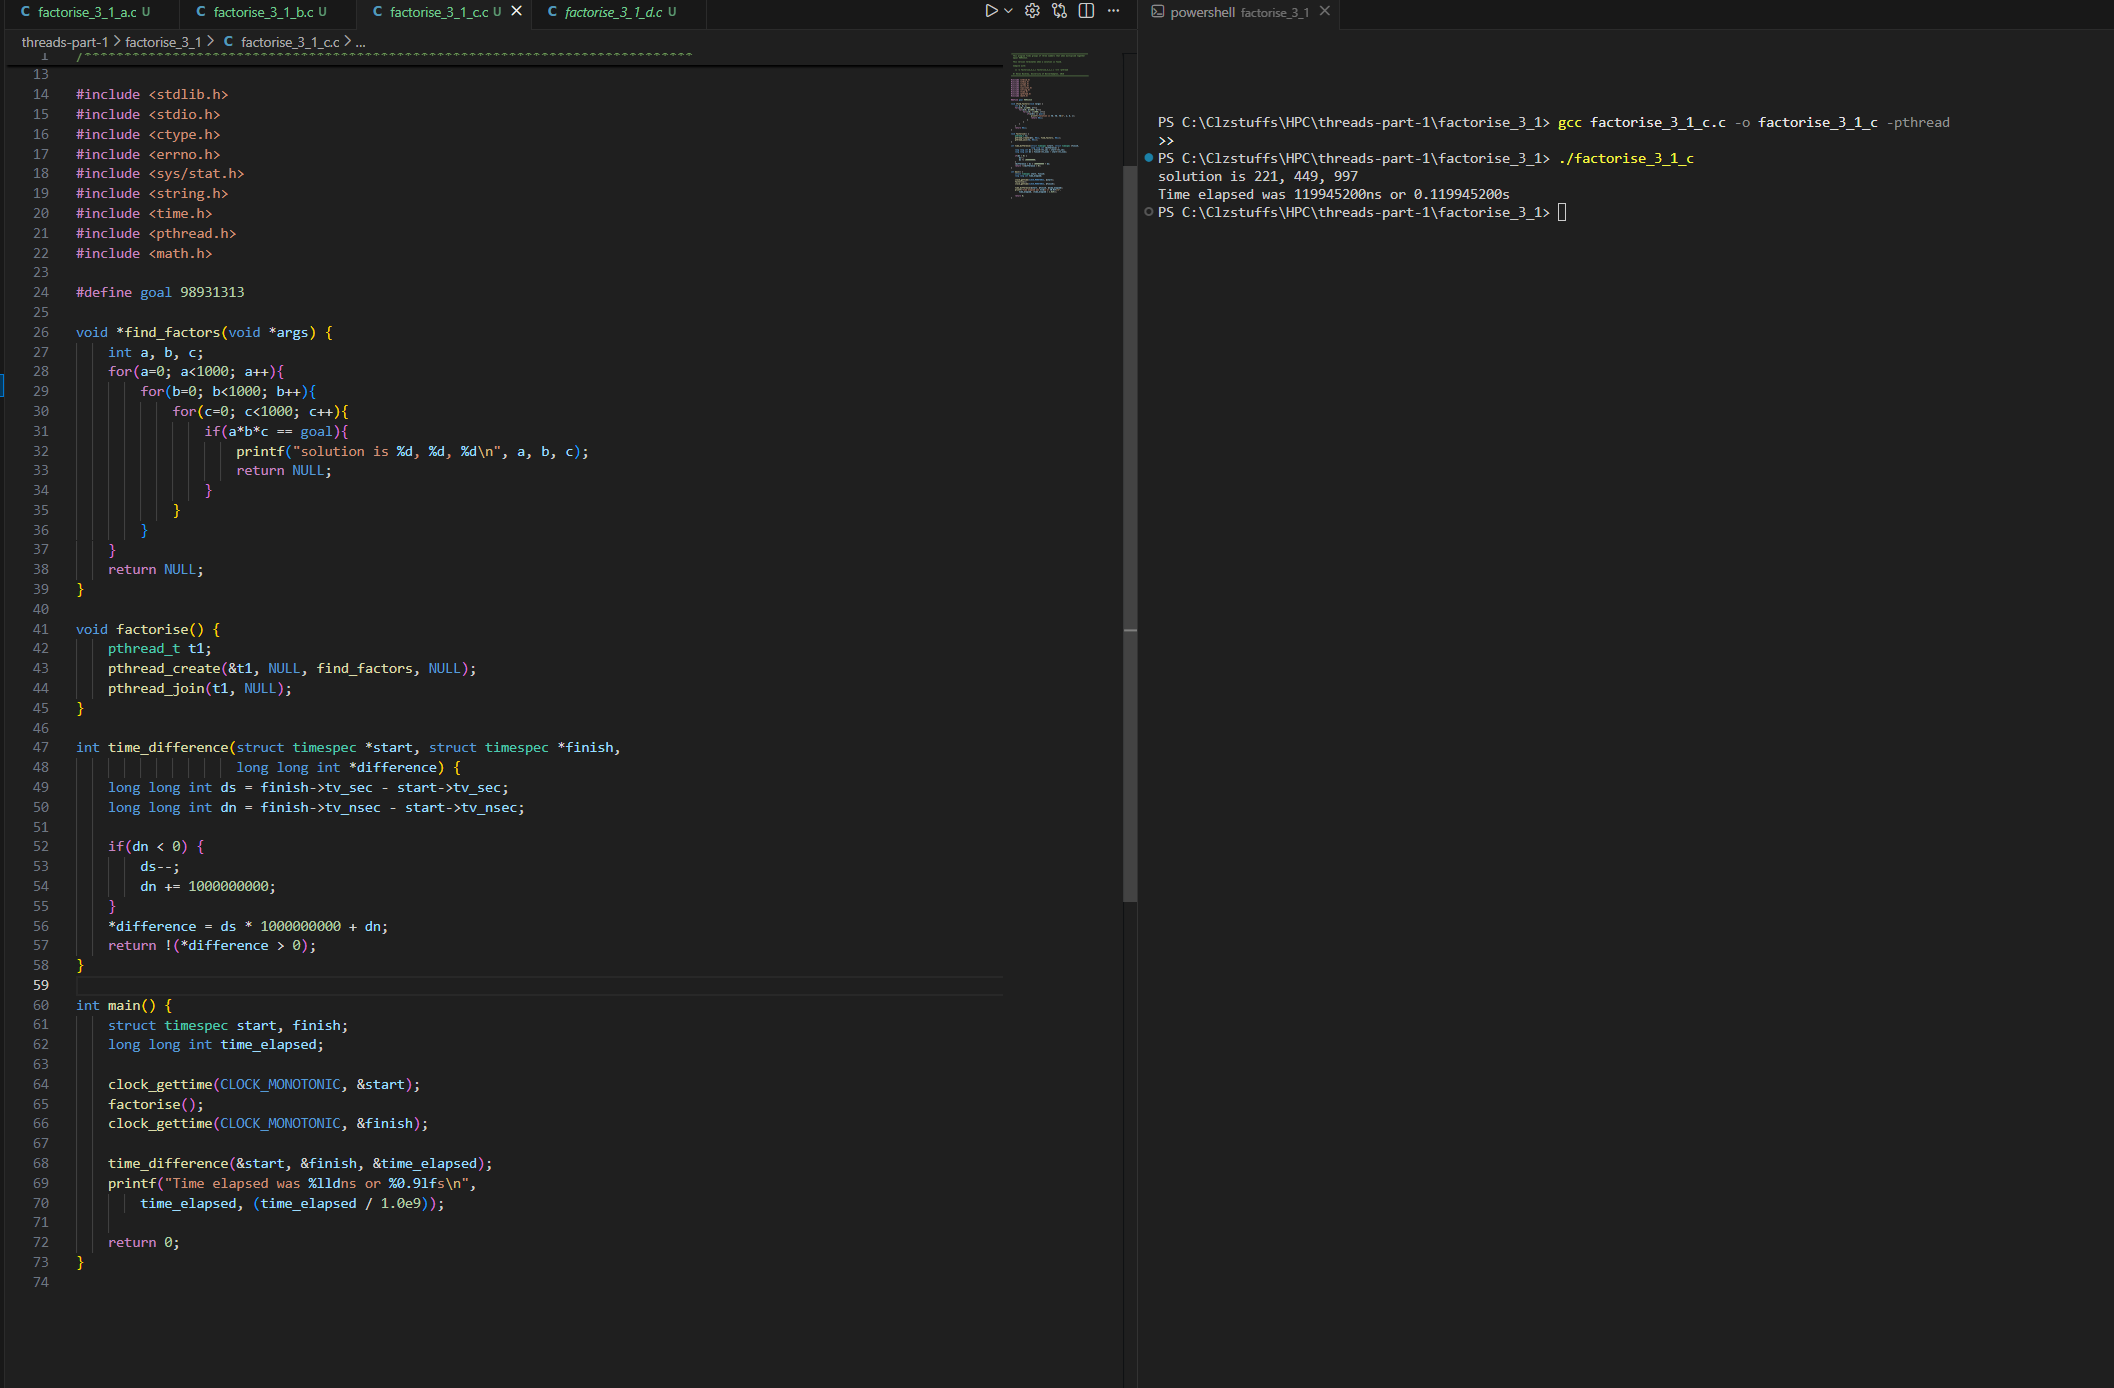 factorise_3_1_a.c U factorise_3_1_b.c U factorise_3_1_c.c U factorise_3_1_d.c U
threads-part-1 > factorise_3_1 > C factorise_3_1_c.c > ...
13
14 #include <stdlib.h>
15 #include <stdio.h>
16 #include <ctype.h>
17 #include <errno.h>
18 #include <sys/stat.h>
19 #include <string.h>
20 #include <time.h>
21 #include <pthread.h>
22 #include <math.h>
23
24 #define goal 98931313
25
26 void *find_factors(void *args) {
27     int a, b, c;
28     for(a=0; a<1000; a++){
29         for(b=0; b<1000; b++){
30             for(c=0; c<1000; c++){
31                 if(a*b*c == goal){
32                     printf("solution is %d, %d, %d\n", a, b, c);
33                     return NULL;
34                 }
35             }
36         }
37     }
38     return NULL;
39 }
40
41 void factorise() {
42     pthread_t t1;
43     pthread_create(&t1, NULL, find_factors, NULL);
44     pthread_join(t1, NULL);
45 }
46
47 int time_difference(struct timespec *start, struct timespec *finish,
48                     long long int *difference) {
49     long long int ds = finish->tv_sec - start->tv_sec;
50     long long int dn = finish->tv_nsec - start->tv_nsec;
51
52     if(dn < 0) {
53         ds--;
54         dn += 1000000000;
55     }
56     *difference = ds * 1000000000 + dn;
57     return !(*difference > 0);
58 }
59
60 int main() {
61     struct timespec start, finish;
62     long long int time_elapsed;
63
64     clock_gettime(CLOCK_MONOTONIC, &start);
65     factorise();
66     clock_gettime(CLOCK_MONOTONIC, &finish);
67
68     time_difference(&start, &finish, &time_elapsed);
69     printf("Time elapsed was %lldns or %0.9lfs\n",
70         time_elapsed, (time_elapsed / 1.0e9));
71
72     return 0;
73 }
74
powershell factorise_3_1
PS C:\Clzstuffs\HPC\threads-part-1\factorise_3_1> gcc factorise_3_1_c.c -o factorise_3_1_c -pthread
>>
PS C:\Clzstuffs\HPC\threads-part-1\factorise_3_1> ./factorise_3_1_c
solution is 221, 449, 997
Time elapsed was 119945200ns or 0.119945200s
PS C:\Clzstuffs\HPC\threads-part-1\factorise_3_1>